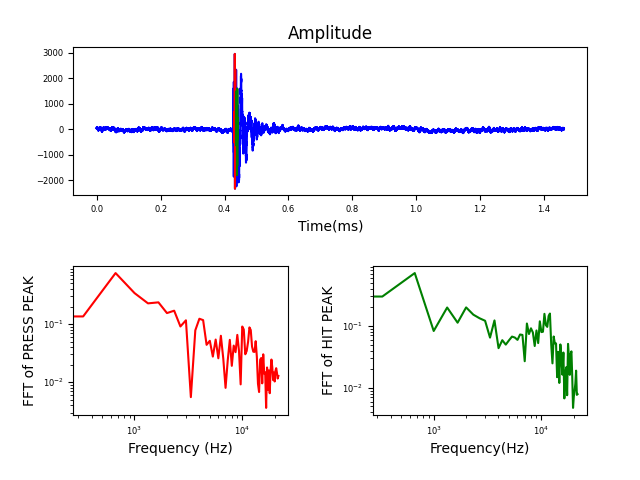 Amplitude
3000
2000
1000
0
−1000
−2000
0.0 0.2 0.4 0.6 0.8 1.0 1.2 1.4
Time(ms)
FFT of PRESS PEAK
10⁻¹
10⁻²
10³ 10⁴
Frequency (Hz)
FFT of HIT PEAK
10⁻¹
10⁻²
10³ 10⁴
Frequency(Hz)